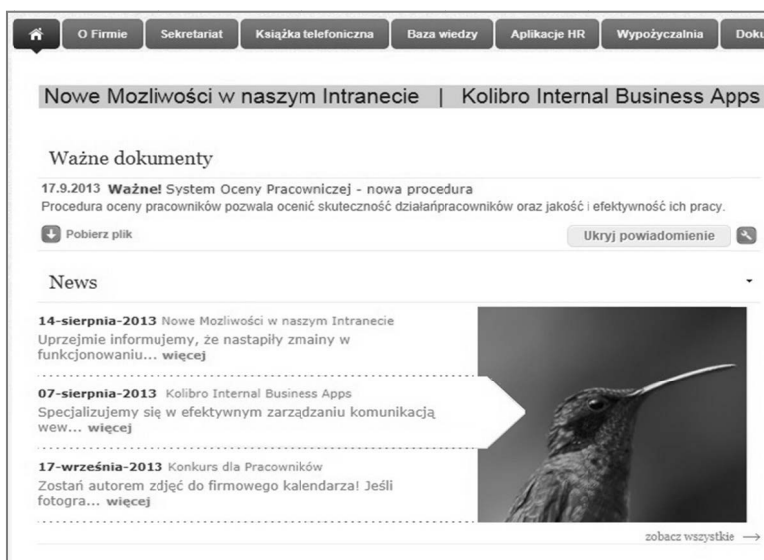 O Firmie Sekretariat Książka telefoniczna Baza wiedzy Aplikacje HR Wypożyczalnia Doku
Nowe Mozliwości w naszym Intranecie | Kolibro Internal Business Apps
Ważne dokumenty
17.9.2013 Ważne! System Oceny Pracowniczej - nowa procedura
Procedura oceny pracowników pozwala ocenić skuteczność działańpracowników oraz jakość i efektywność ich pracy.
Pobierz plik Ukryj powiadomienie
News
14-sierpnia-2013 Nowe Mozliwości w naszym Intranecie
Uprzejmie informujemy, że nastapiły zmainy w
funkcjonowaniu... więcej
07-sierpnia-2013 Kolibro Internal Business Apps
Specjalizujemy się w efektywnym zarządzaniu komunikacją
wew... więcej
17-września-2013 Konkurs dla Pracowników
Zostań autorem zdjęć do firmowego kalendarza! Jeśli
fotogra... więcej
zobacz wszystkie →